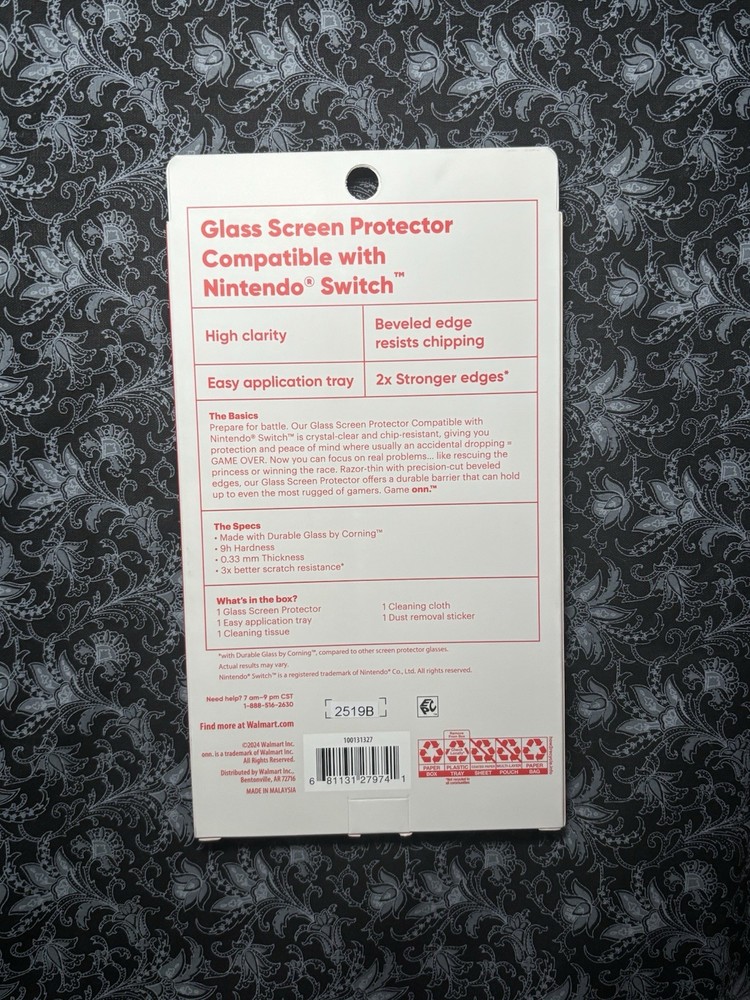 Glass Screen Protector
Compatible with
Nintendo® Switch™
High clarity
Beveled edge
resists chipping
Easy application tray
2x Stronger edges*
The Basics
Prepare for battle. Our Glass Screen Protector Compatible with
Nintendo® Switch™ is crystal-clear and chip-resistant, giving you
protection and peace of mind where usually an accidental dropping =
GAME OVER. Now you can focus on real problems... like rescuing the
princess or winning the race. Razor-thin with precision-cut beveled
edges, our Glass Screen Protector offers a durable barrier that can hold
up to even the most rugged of gamers. Game onn.™
The Specs
• Made with Durable Glass by Corning™
• 9h Hardness
• 0.33 mm Thickness
• 3x better scratch resistance*
What's in the box?
1 Glass Screen Protector
1 Easy application tray
1 Cleaning tissue
1 Cleaning cloth
1 Dust removal sticker
*with Durable Glass by Corning™, compared to other screen protector glasses.
Actual results may vary.
Nintendo® Switch™ is a registered trademark of Nintendo® Co., Ltd. All rights reserved.
Need help? 7 am–9 pm CST
1-888-516-2630
Find more at Walmart.com
2519B
©2024 Walmart Inc.
onn. is a trademark of Walmart Inc.
All Rights Reserved.
Distributed by Walmart Inc.,
Bentonville, AR 72716
MADE IN MALAYSIA
100131327
6 81131 27974 1
PAPER
BOX
PLASTIC
TRAY
SHEET
POUCH
PAPER
BAG